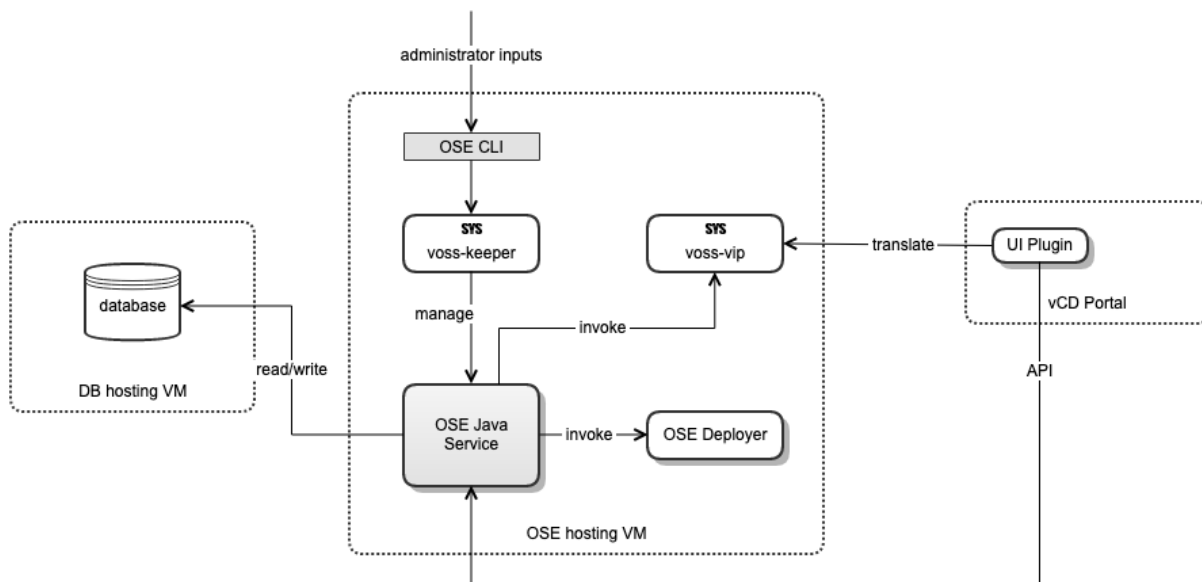 administrator inputs
OSE CLI
SYS
voss-keeper
SYS
voss-vip
translate
UI Plugin
vCD Portal
database
manage
invoke
read/write
API
DB hosting VM
OSE Java
Service
invoke
OSE Deployer
OSE hosting VM